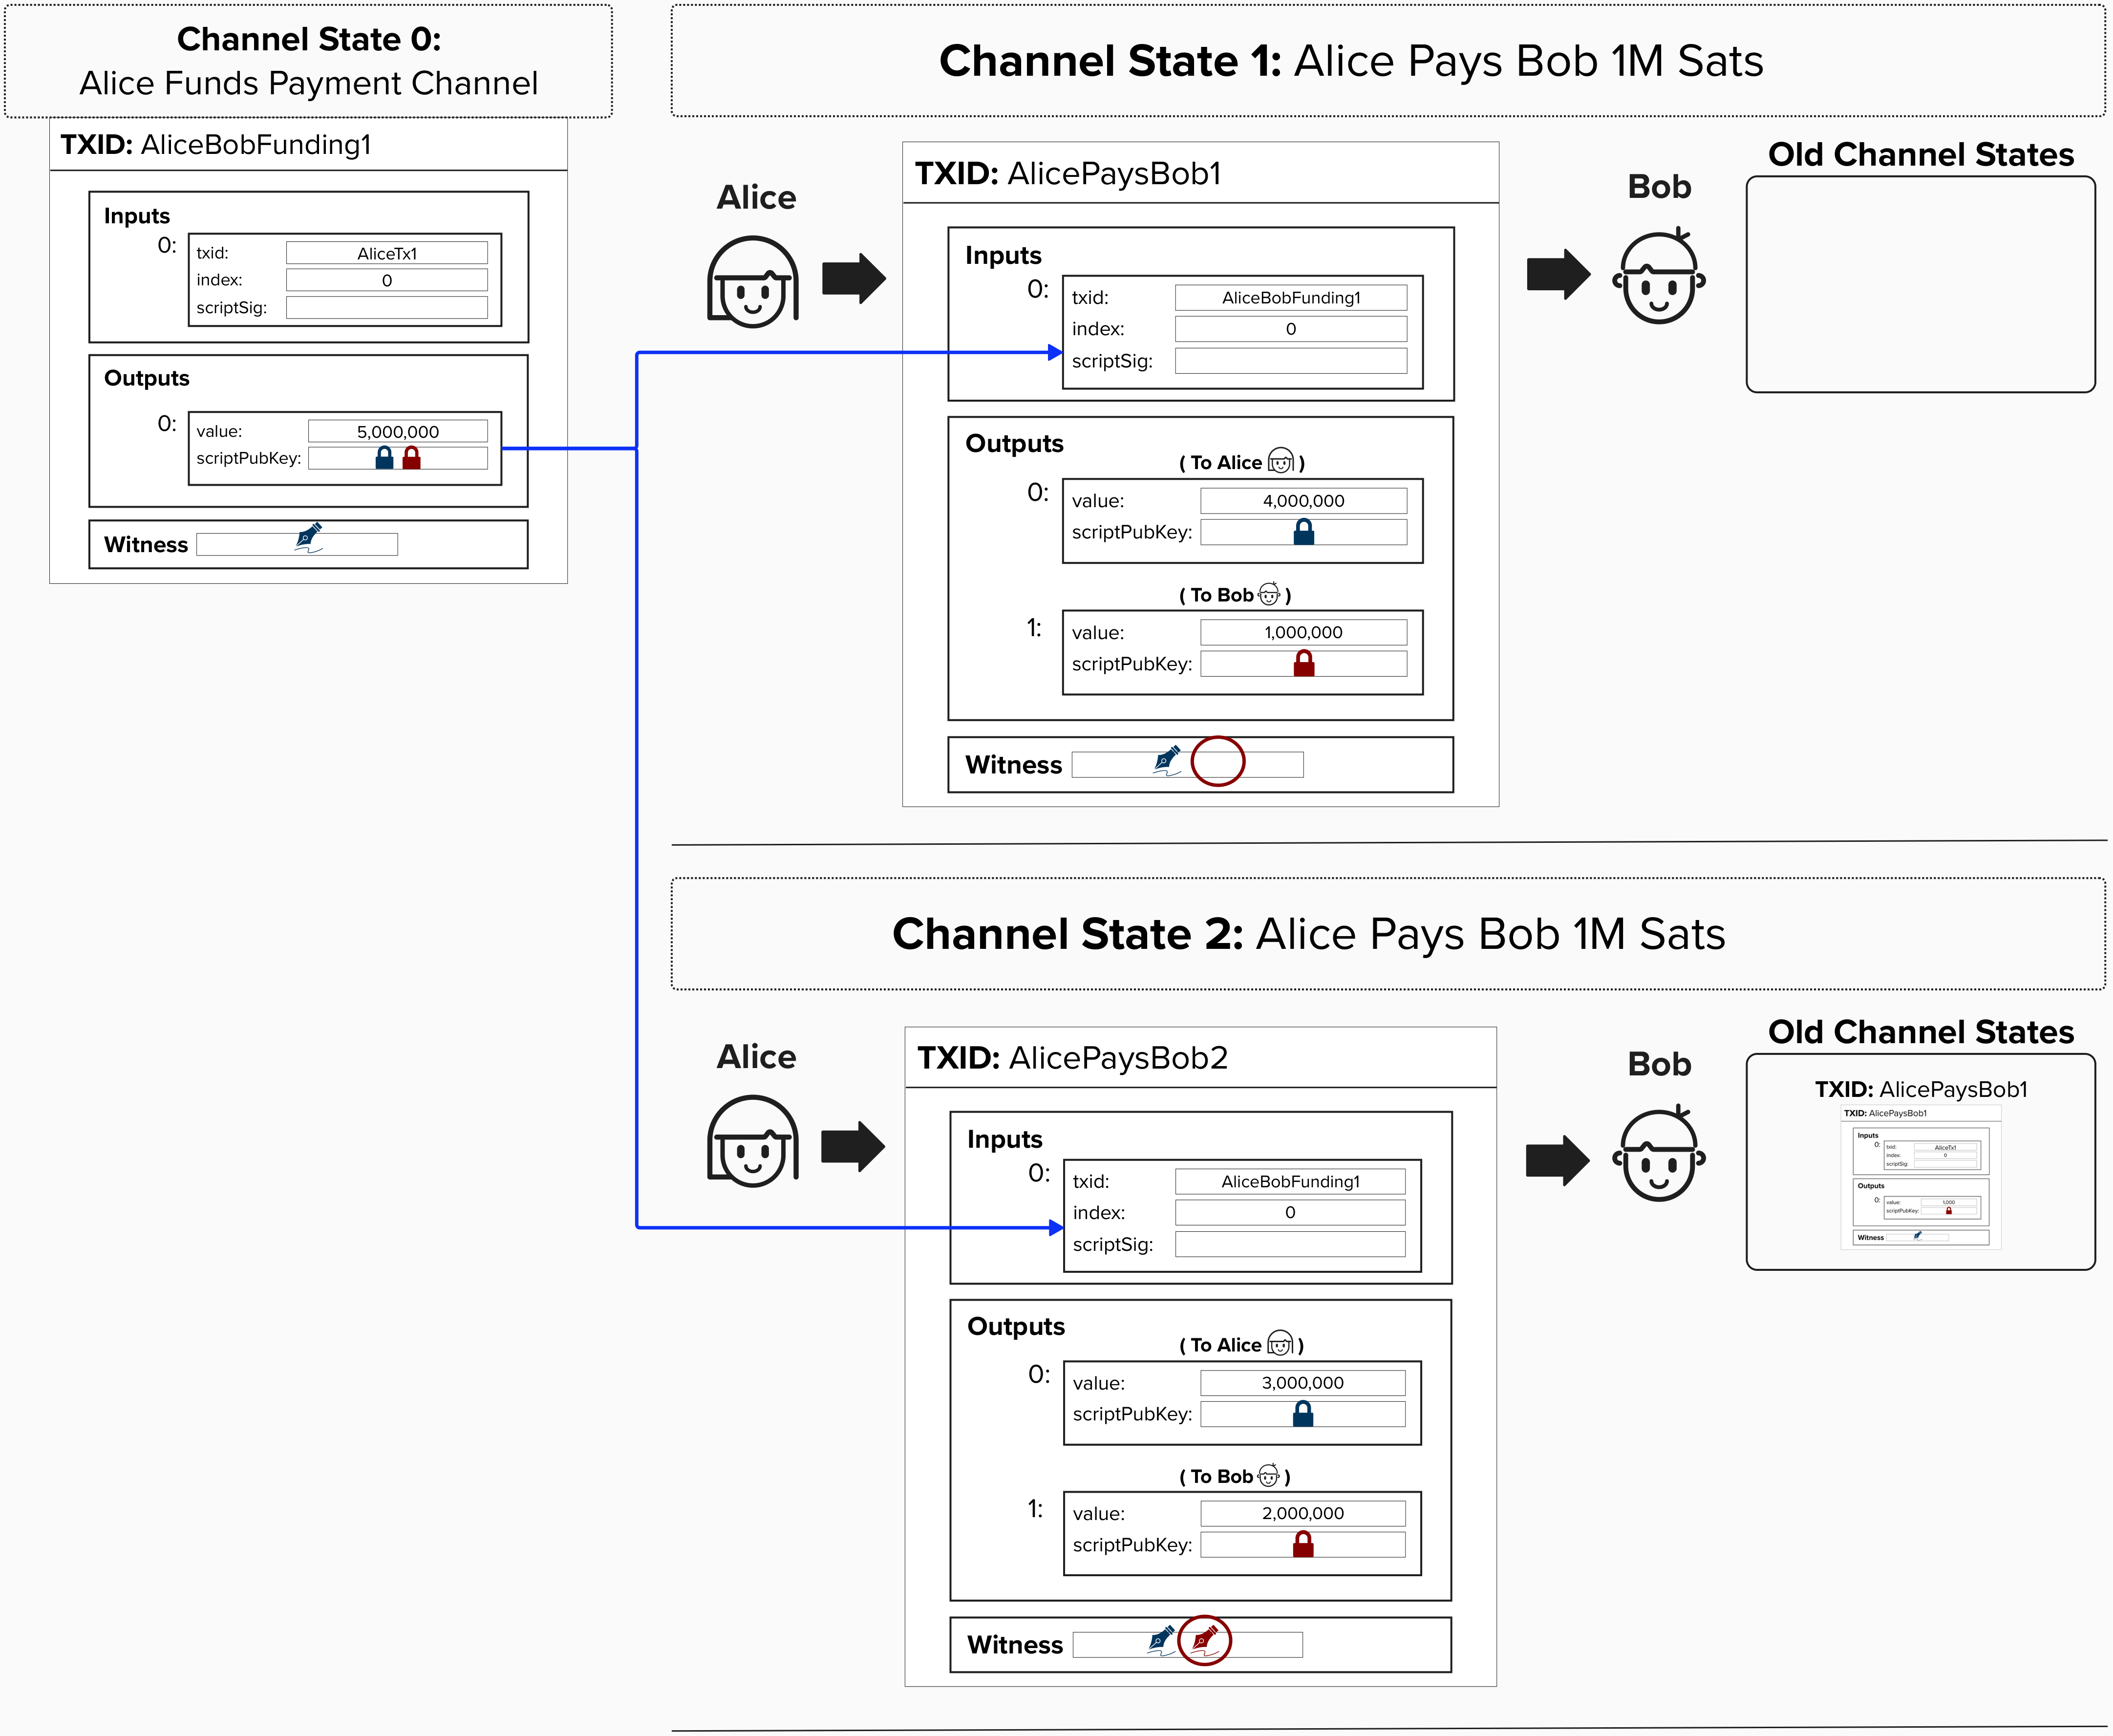 Channel State 0:
Alice Funds Payment Channel
TXID: AliceBobFunding1
Inputs
0:
txid: AliceTx1
index: 0
scriptSig:
Outputs
0:
value: 5,000,000
scriptPubKey:
Witness
Channel State 1: Alice Pays Bob 1M Sats
Alice
TXID: AlicePaysBob1
Inputs
0:
txid: AliceBobFunding1
index: 0
scriptSig:
Outputs
( To Alice )
0:
value: 4,000,000
scriptPubKey:
( To Bob )
1:
value: 1,000,000
scriptPubKey:
Witness
Bob
Old Channel States
Channel State 2: Alice Pays Bob 1M Sats
Alice
TXID: AlicePaysBob2
Inputs
0:
txid: AliceBobFunding1
index: 0
scriptSig:
Outputs
( To Alice )
0:
value: 3,000,000
scriptPubKey:
( To Bob )
1:
value: 2,000,000
scriptPubKey:
Witness
Bob
Old Channel States
TXID: AlicePaysBob1
TXID: AlicePaysBob1
Inputs
0:
txid: AliceTx1
index: 0
scriptSig:
Outputs
0:
value: 1,000
scriptPubKey:
Witness